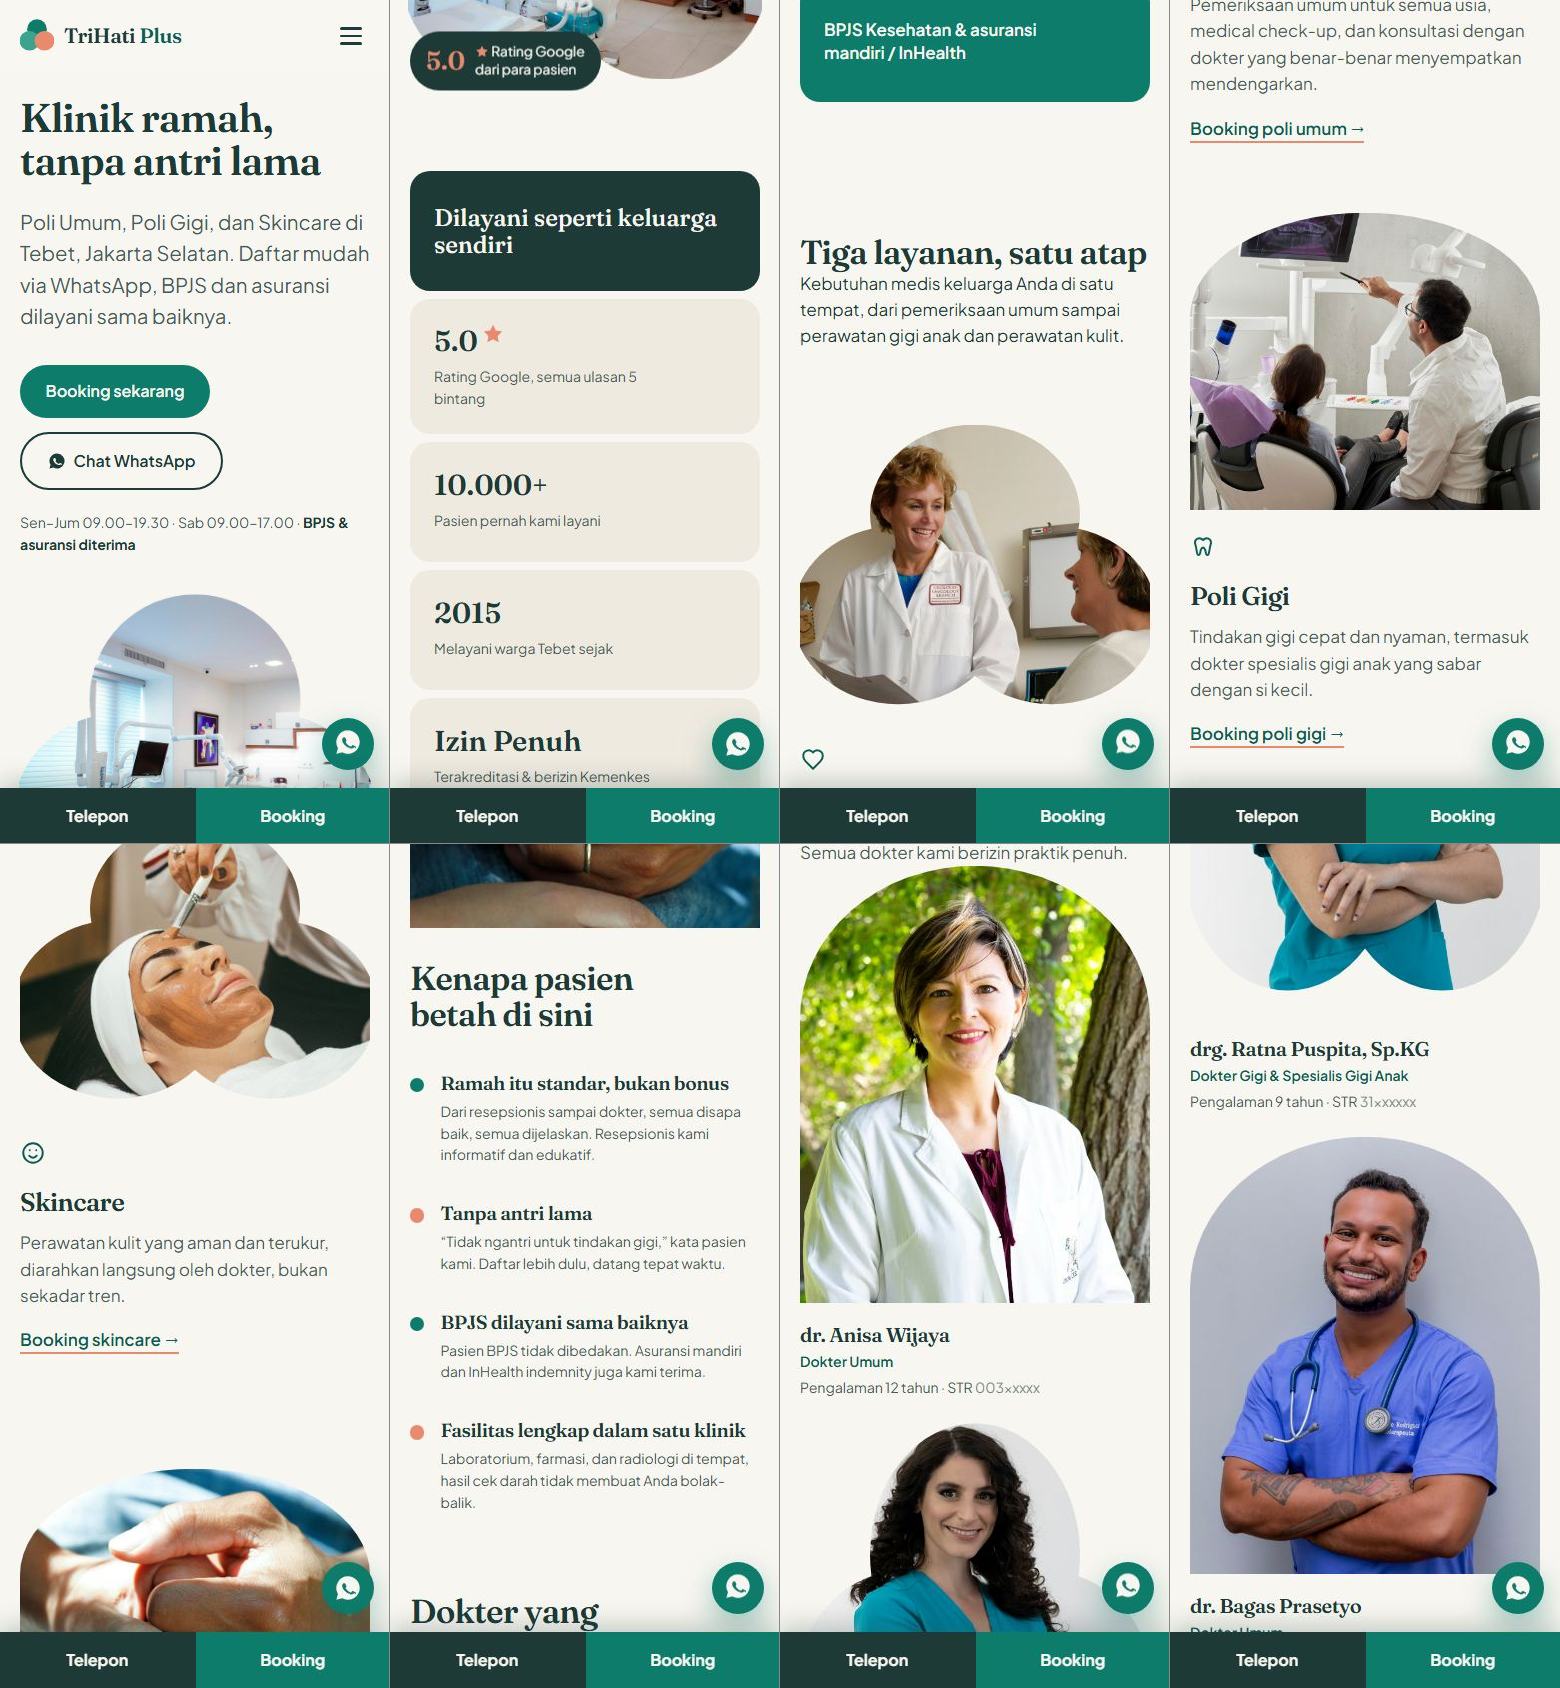 TriHati Plus
Klinik ramah,
tanpa antri lama
Poli Umum, Poli Gigi, dan Skincare di
Tebet, Jakarta Selatan. Daftar mudah
via WhatsApp, BPJS dan asuransi
dilayani sama baiknya.
Booking sekarang
Chat WhatsApp
Sen–Jum 09.00–19.30 · Sab 09.00–17.00 · BPJS &
asuransi diterima
Telepon
Booking
5.0
★ Rating Google
dari para pasien
Dilayani seperti keluarga
sendiri
5.0 ★
Rating Google, semua ulasan 5
bintang
10.000+
Pasien pernah kami layani
2015
Melayani warga Tebet sejak
Izin Penuh
Terakreditasi & berizin Kemenkes
Telepon
Booking
BPJS Kesehatan & asuransi
mandiri / InHealth
Tiga layanan, satu atap
Kebutuhan medis keluarga Anda di satu
tempat, dari pemeriksaan umum sampai
perawatan gigi anak dan perawatan kulit.
Telepon
Booking
Pemeriksaan umum untuk semua usia,
medical check-up, dan konsultasi dengan
dokter yang benar-benar menyempatkan
mendengarkan.
Booking poli umum →
Poli Gigi
Tindakan gigi cepat dan nyaman, termasuk
dokter spesialis gigi anak yang sabar
dengan si kecil.
Booking poli gigi →
Telepon
Booking
Skincare
Perawatan kulit yang aman dan terukur,
diarahkan langsung oleh dokter, bukan
sekadar tren.
Booking skincare →
Telepon
Booking
Kenapa pasien
betah di sini
Ramah itu standar, bukan bonus
Dari resepsionis sampai dokter, semua disapa
baik, semua dijelaskan. Resepsionis kami
informatif dan edukatif.
Tanpa antri lama
“Tidak ngantri untuk tindakan gigi,” kata pasien
kami. Daftar lebih dulu, datang tepat waktu.
BPJS dilayani sama baiknya
Pasien BPJS tidak dibedakan. Asuransi mandiri
dan InHealth indemnity juga kami terima.
Fasilitas lengkap dalam satu klinik
Laboratorium, farmasi, dan radiologi di tempat,
hasil cek darah tidak membuat Anda bolak-
balik.
Dokter yang
Telepon
Booking
Semua dokter kami berizin praktik penuh.
dr. Anisa Wijaya
Dokter Umum
Pengalaman 12 tahun · STR 003×xxxx
Telepon
Booking
drg. Ratna Puspita, Sp.KG
Dokter Gigi & Spesialis Gigi Anak
Pengalaman 9 tahun · STR 31×xxxxx
dr. Bagas Prasetyo
Dokter Umum
Telepon
Booking